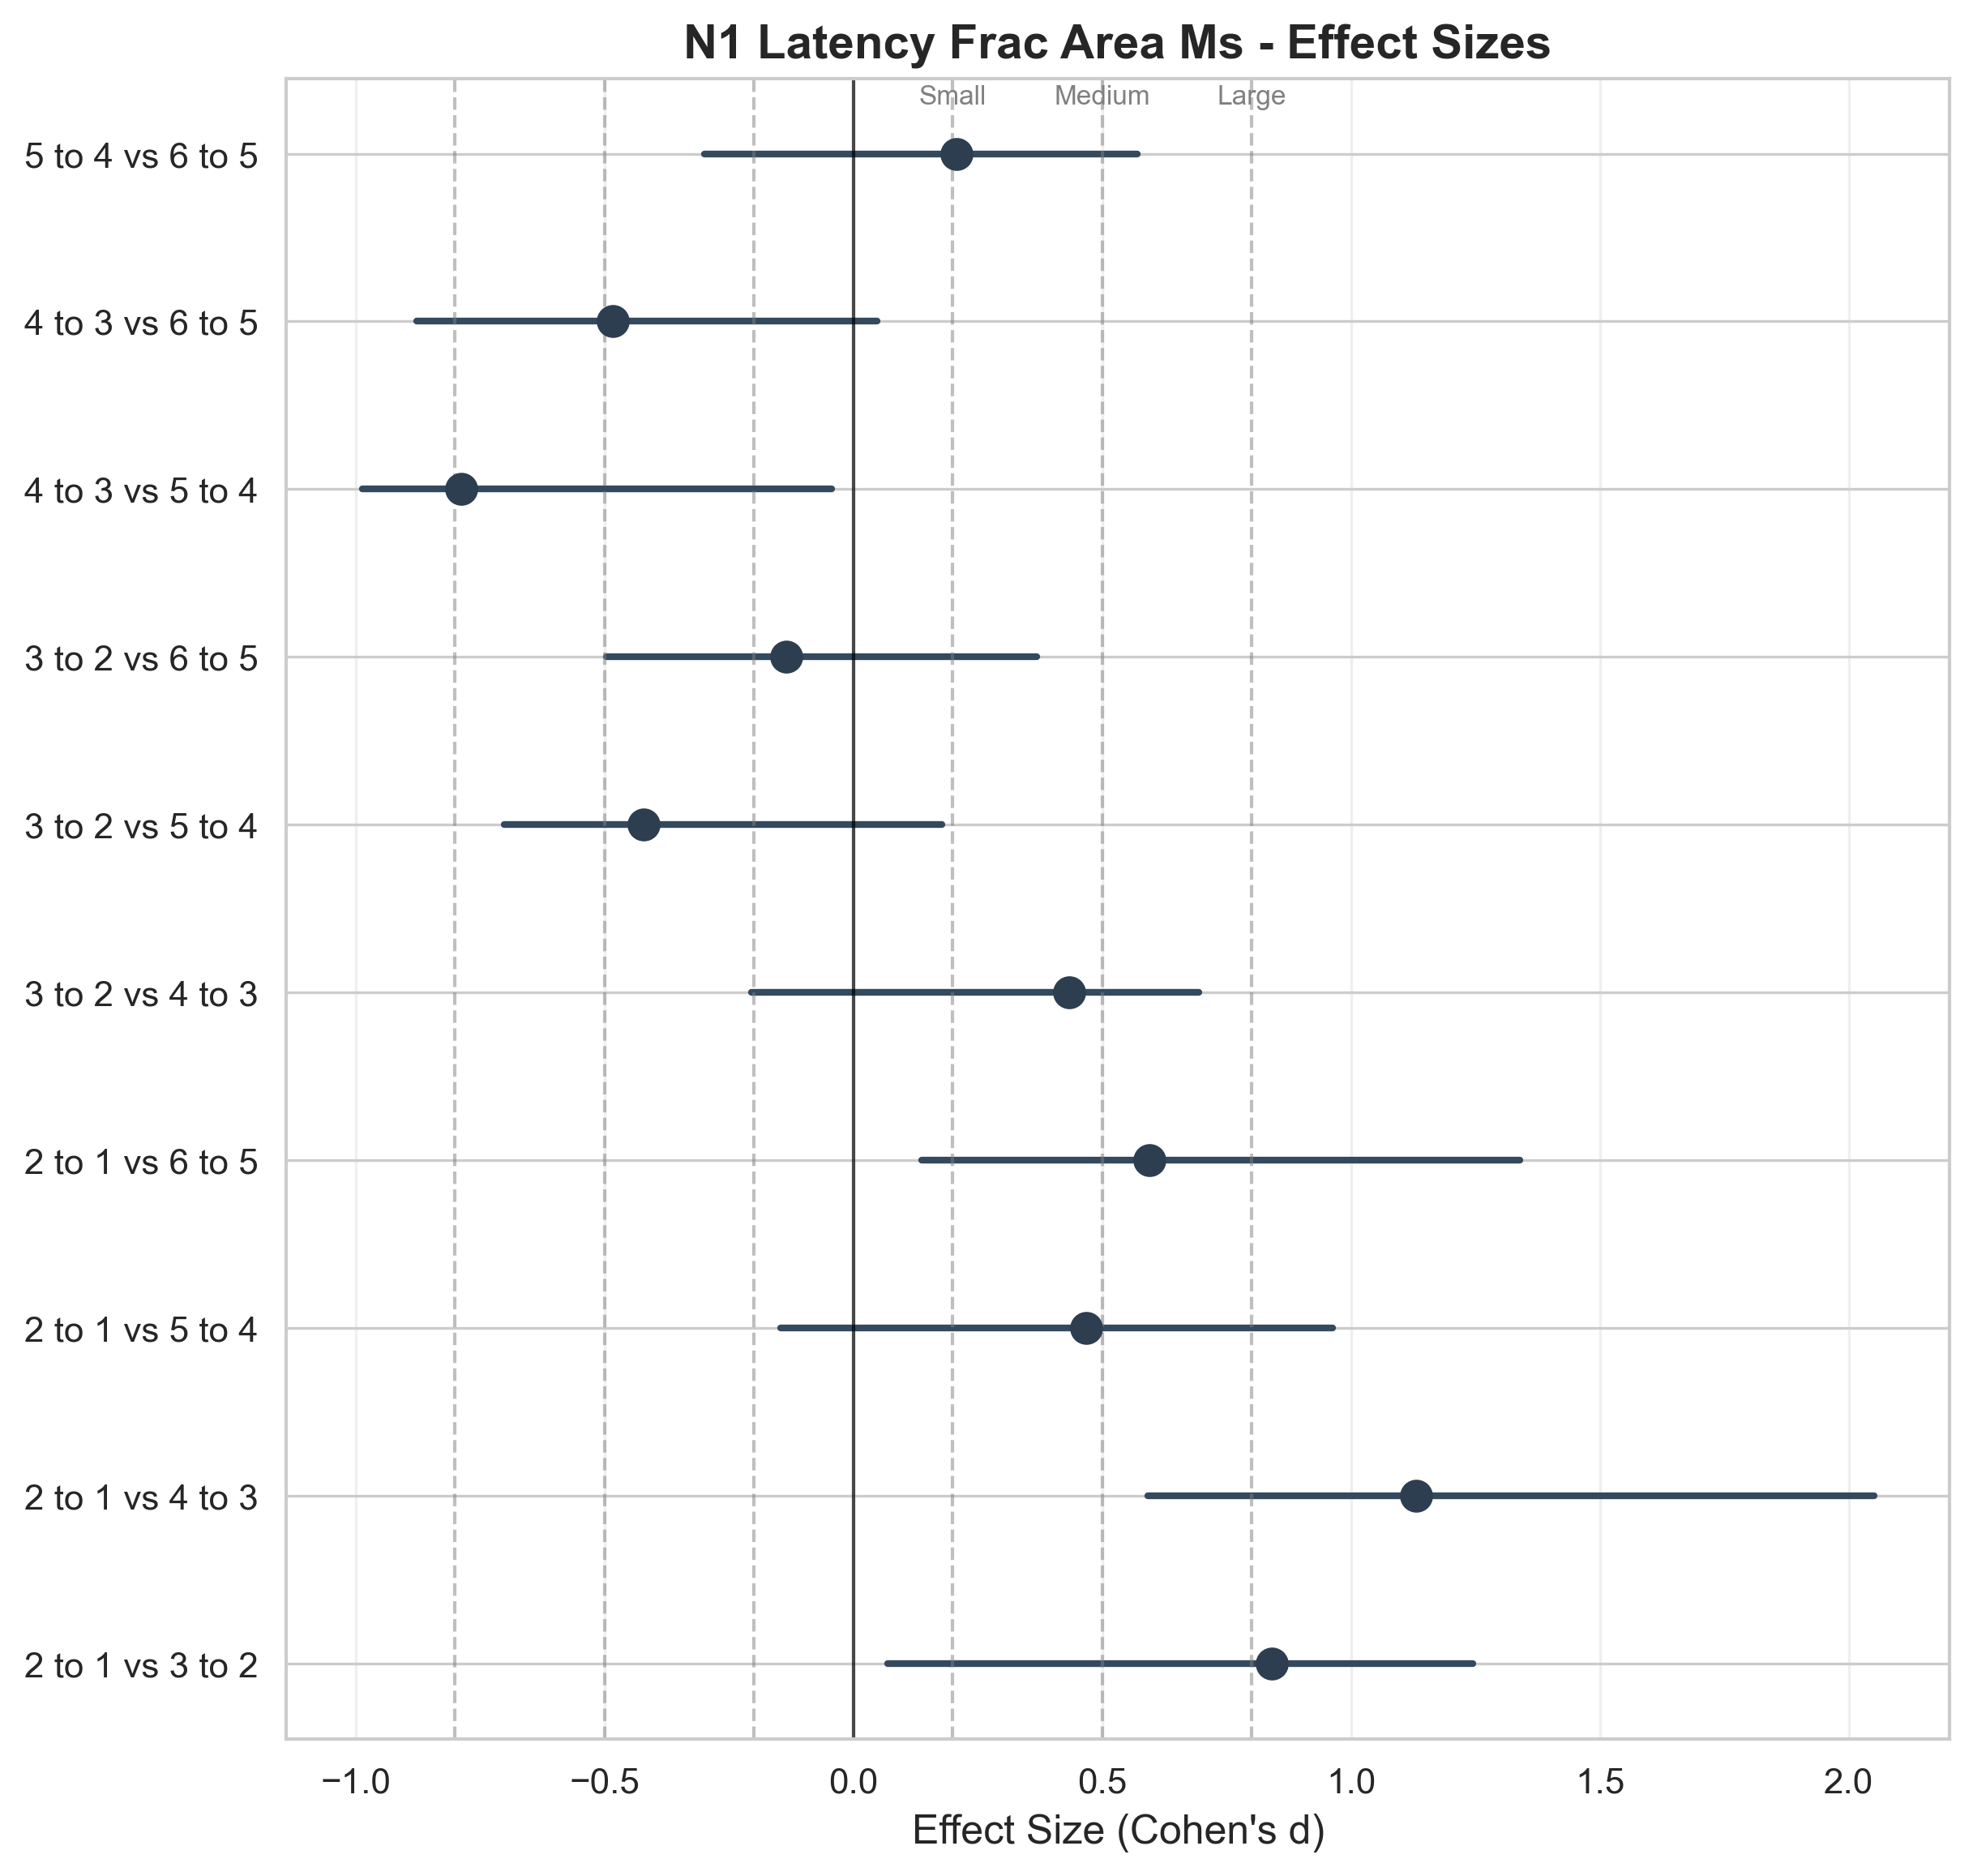 N1 Latency Frac Area Ms - Effect Sizes
Small Medium Large
5 to 4 vs 6 to 5
4 to 3 vs 6 to 5
4 to 3 vs 5 to 4
3 to 2 vs 6 to 5
3 to 2 vs 5 to 4
3 to 2 vs 4 to 3
2 to 1 vs 6 to 5
2 to 1 vs 5 to 4
2 to 1 vs 4 to 3
2 to 1 vs 3 to 2
−1.0 −0.5 0.0 0.5 1.0 1.5 2.0
Effect Size (Cohen's d)